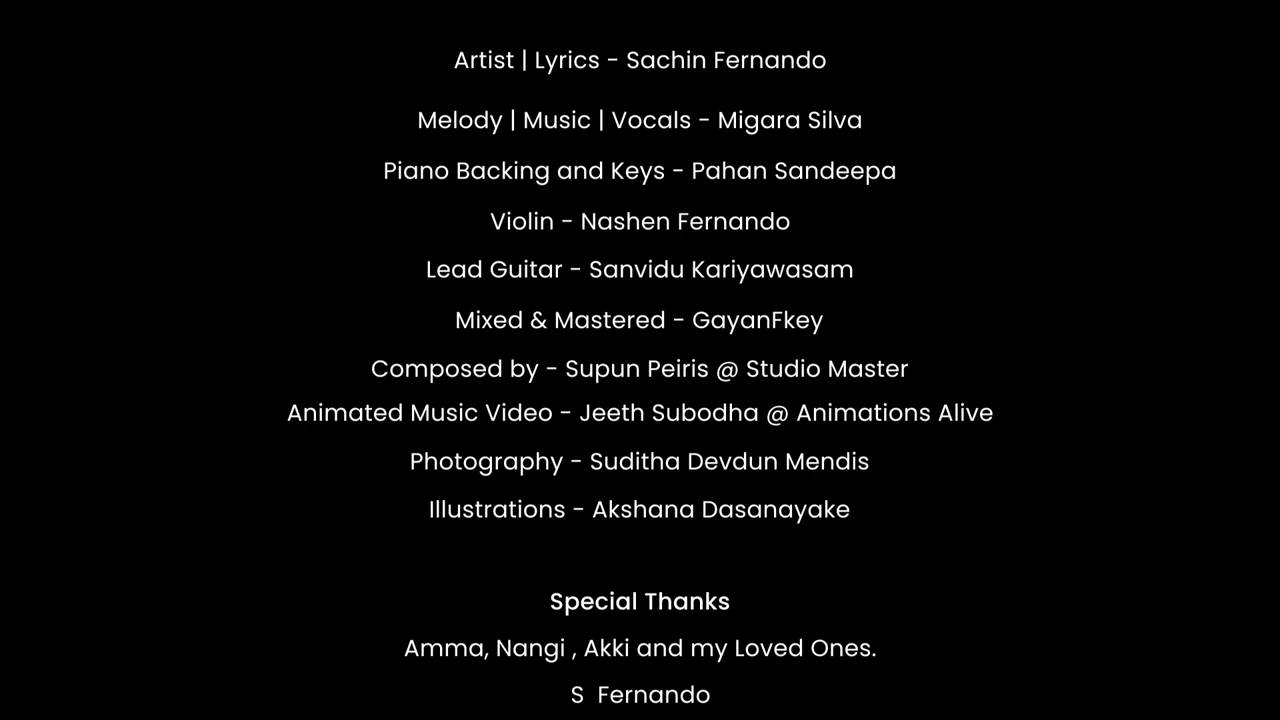 Artist | Lyrics - Sachin Fernando
Melody | Music | Vocals - Migara Silva
Piano Backing and Keys - Pahan Sandeepa
Violin - Nashen Fernando
Lead Guitar - Sanvidu Kariyawasam
Mixed & Mastered - GayanFkey
Composed by - Supun Peiris @ Studio Master
Animated Music Video - Jeeth Subodha @ Animations Alive
Photography - Suditha Devdun Mendis
Illustrations - Akshana Dasanayake
Special Thanks
Amma, Nangi , Akki and my Loved Ones.
S  Fernando